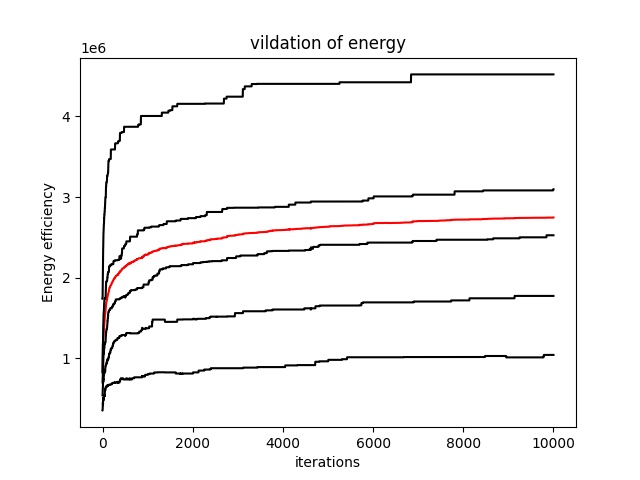 vildation of energy
1e6
4
3
2
1
Energy efficiency
0 2000 4000 6000 8000 10000
iterations